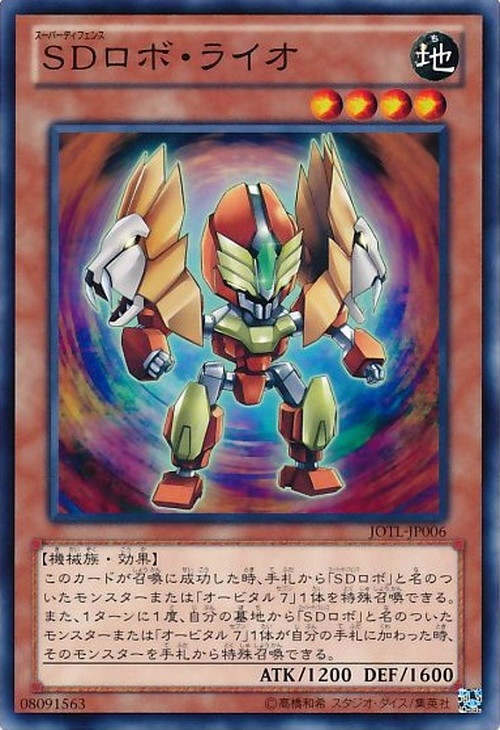 スーパーディフェンス
SDロボ・ライオ
ち
地
JOTL-JP006
【機械族・効果】
このカードが召喚に成功した時、手札から「SDロボ」と名のつ
いたモンスターまたは「オービタル 7」1体を特殊召喚できる。
また、1ターンに1度、自分の墓地から「SDロボ」と名のついた
モンスターまたは「オービタル 7」1体が自分の手札に加わった時、
そのモンスターを手札から特殊召喚できる。
ATK/1200 DEF/1600
08091563 ©高橋和希 スタジオ・ダイス/集英社